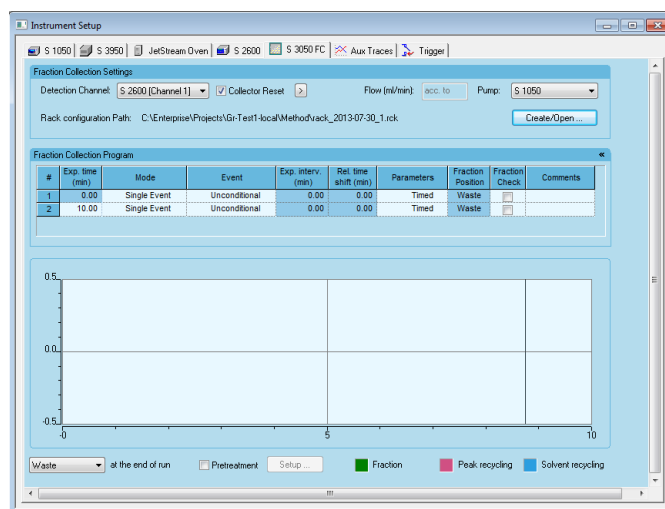 Instrument Setup
S 1050 S 3950 JetStream Oven S 2600 S 3050 FC Aux Traces Trigger
Fraction Collection Settings
Detection Channel: S 2600 [Channel 1] Collector Reset > Flow (ml/min): acc. to Pump: S 1050
Rack configuration Path: C:\Enterprise\Projects\Gr-Test1-local\Method\rack_2013-07-30_1.rck Create/Open ...
Fraction Collection Program «
# Exp. time (min) Mode Event Exp. interv. (min) Rel. time shift (min) Parameters Fraction Position Fraction Check Comments
1 0.00 Single Event Unconditional 0.00 0.00 Timed Waste
2 10.00 Single Event Unconditional 0.00 0.00 Timed Waste
0.5
0.0
-0.5
-0 5 10
Waste at the end of run Pretreatment Setup ... Fraction Peak recycling Solvent recycling